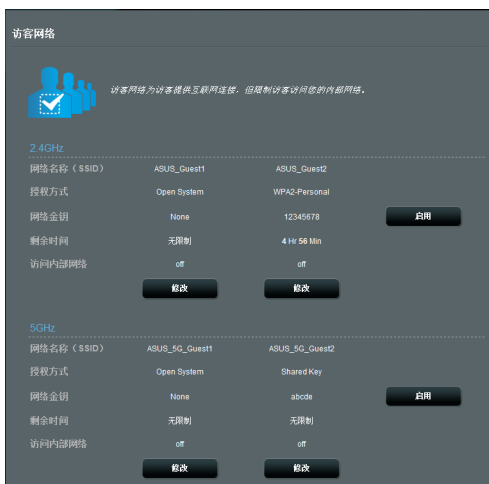 访客网络
访客网络为访客提供互联网连接，但限制访客访问您的内部网络。
2.4GHz
网络名称（SSID） ASUS_Guest1 ASUS_Guest2
授权方式 Open System WPA2-Personal
网络金钥 None 12345678 启用
剩余时间 无限制 4 Hr 56 Min
访问内部网络 off off
修改 修改
5GHz
网络名称（SSID） ASUS_5G_Guest1 ASUS_5G_Guest2
授权方式 Open System Shared Key
网络金钥 None abcde 启用
剩余时间 无限制 无限制
访问内部网络 off off
修改 修改